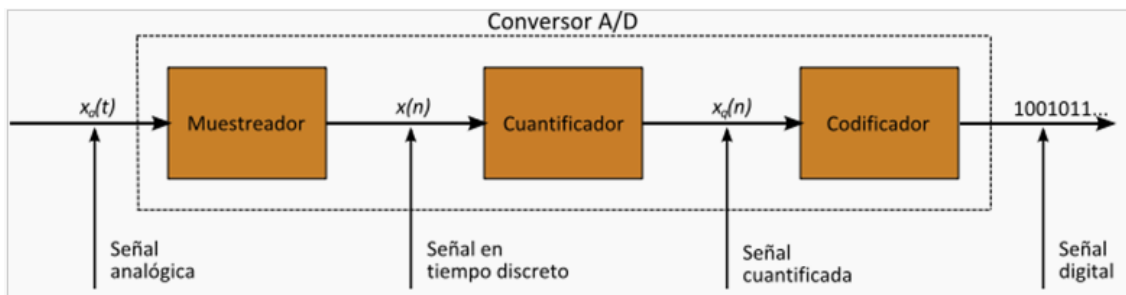 Conversor A/D
xₐ(t)
Muestreador
x(n)
Cuantificador
x_q(n)
Codificador
1001011...
Señal
analógica
Señal en
tiempo discreto
Señal
cuantificada
Señal
digital